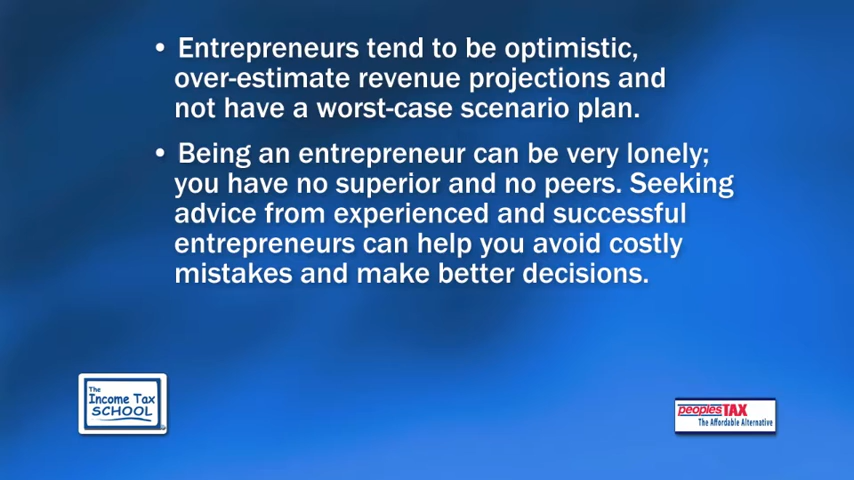 • Entrepreneurs tend to be optimistic,
over-estimate revenue projections and
not have a worst-case scenario plan.
• Being an entrepreneur can be very lonely;
you have no superior and no peers. Seeking
advice from experienced and successful
entrepreneurs can help you avoid costly
mistakes and make better decisions.
The
Income Tax
SCHOOL
peoplesTAX
The Affordable Alternative